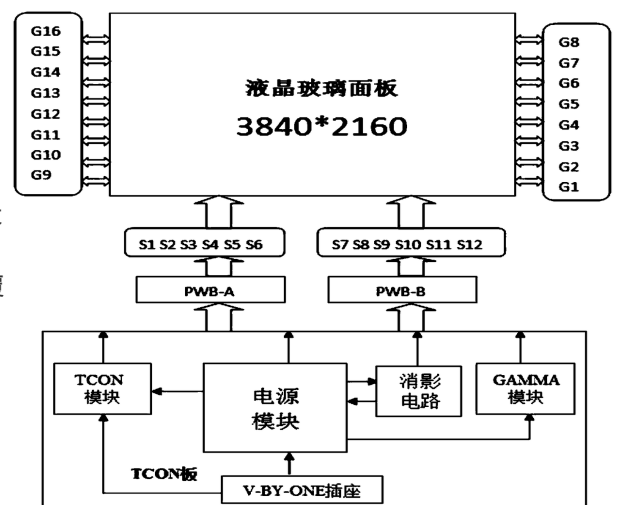 G16
G15
G14
G13
G12
G11
G10
G9
液晶玻璃面板
3840*2160
G8
G7
G6
G5
G4
G3
G2
G1
S1 S2 S3 S4 S5 S6
S7 S8 S9 S10 S11 S12
PWB-A
PWB-B
TCON
模块
电源
模块
消影
电路
GAMMA
模块
TCON板
V-BY-ONE插座